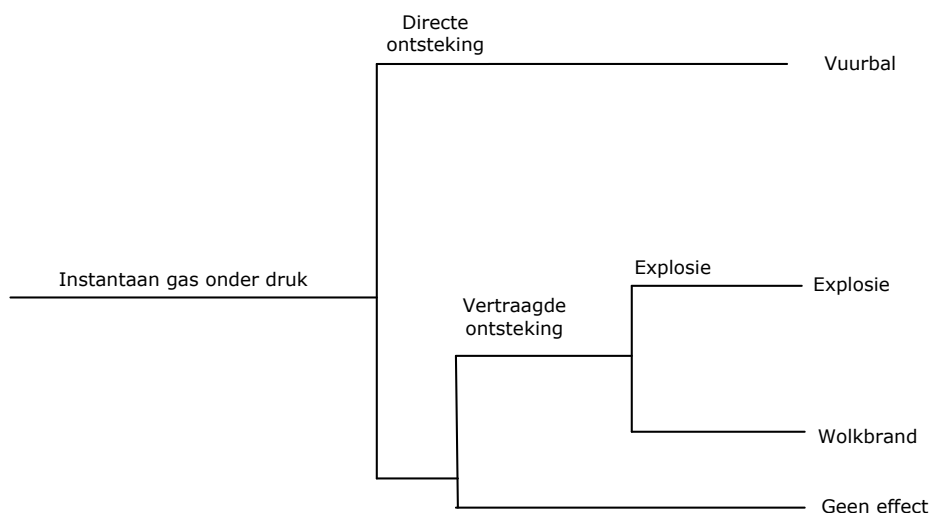 Directe
ontsteking
Vuurbal
Instantaan gas onder druk
Explosie
Explosie
Vertraagde
ontsteking
Wolkbrand
Geen effect